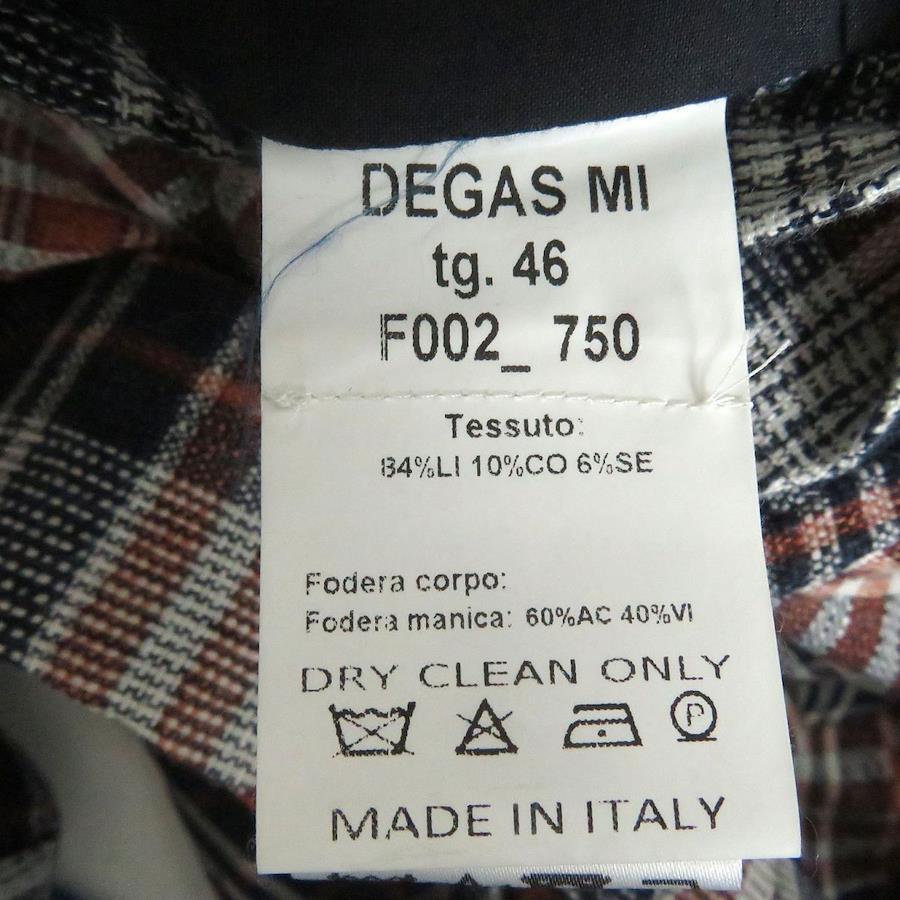 DEGAS MI
tg. 46
F002_ 750
Tessuto:
84%LI 10%CO 6%SE
Fodera corpo:
Fodera manica: 60%AC 40%VI
DRY CLEAN ONLY
P
MADE IN ITALY